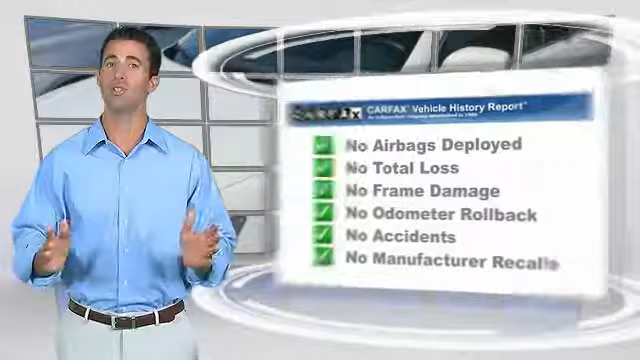 CARFAX Vehicle History Report
No Airbags Deployed
No Total Loss
No Frame Damage
No Odometer Rollback
No Accidents
No Manufacturer Recalls